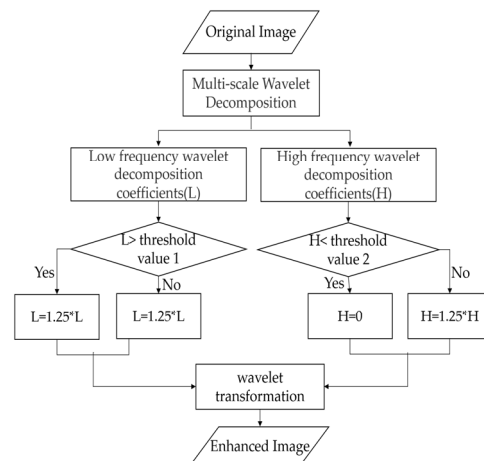 Original Image
Multi-scale Wavelet
Decomposition
Low frequency wavelet
decomposition
coefficients(L)
High frequency wavelet
decomposition
coefficients(H)
L> threshold
value 1
H< threshold
value 2
Yes
No
Yes
No
L=1.25*L
L=1.25*L
H=0
H=1.25*H
wavelet
transformation
Enhanced Image